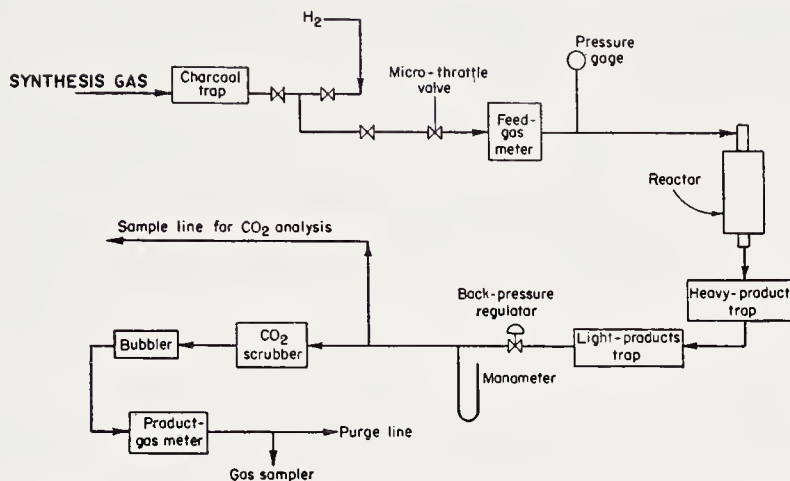 H2
SYNTHESIS GAS
Charcoal
trap
Micro-throttle
valve
Feed-
gas
meter
Pressure
gage
Reactor
Heavy-product
trap
Light-products
trap
Back-pressure
regulator
Manometer
Sample line for CO2 analysis
CO2
scrubber
Bubbler
Product-
gas meter
Purge line
Gas sampler